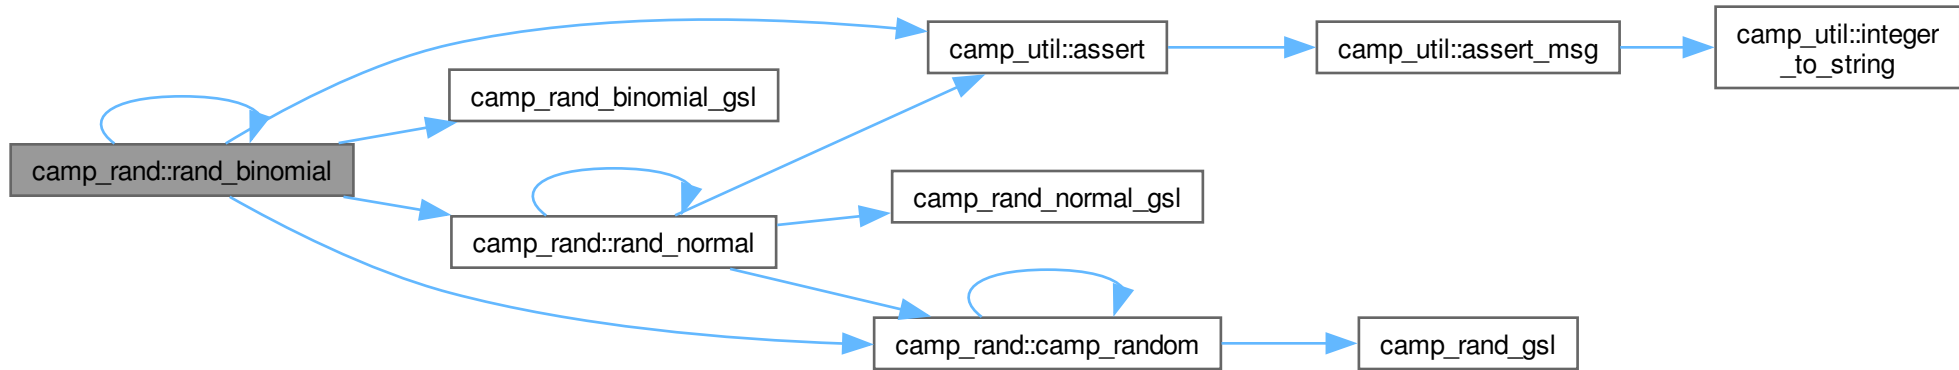 camp_rand::rand_binomial
camp_rand_binomial_gsl
camp_rand::rand_normal
camp_util::assert
camp_rand_normal_gsl
camp_rand::camp_random
camp_util::assert_msg
camp_rand_gsl
camp_util::integer
_to_string